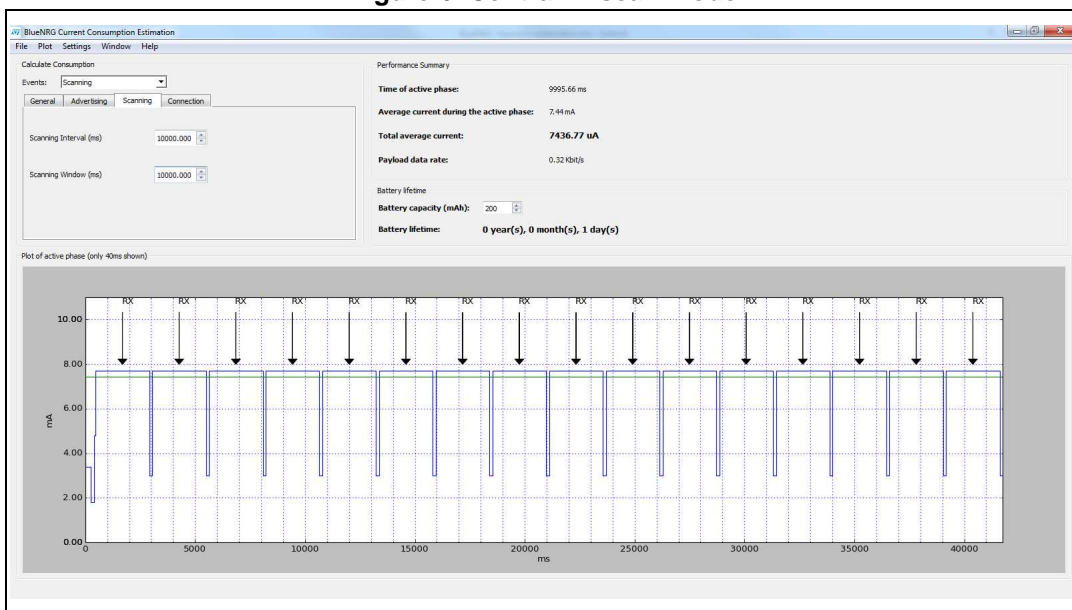 BlueNRG Current Consumption Estimation
File Plot Settings Window Help
Calculate Consumption
Events: Scanning
General Advertising Scanning Connection
Scanning Interval (ms) 10000.000
Scanning Window (ms) 10000.000
Performance Summary
Time of active phase: 9995.66 ms
Average current during the active phase: 7.44 mA
Total average current: 7436.77 uA
Payload data rate: 0.32 Kbit/s
Battery lifetime
Battery capacity (mAh): 200
Battery lifetime: 0 year(s), 0 month(s), 1 day(s)
Plot of active phase (only 40ms shown)
RX RX RX RX RX RX RX RX RX RX RX RX RX RX RX RX
10.00
8.00
6.00
mA
4.00
2.00
0.00
0 5000 10000 15000 20000 25000 30000 35000 40000
ms